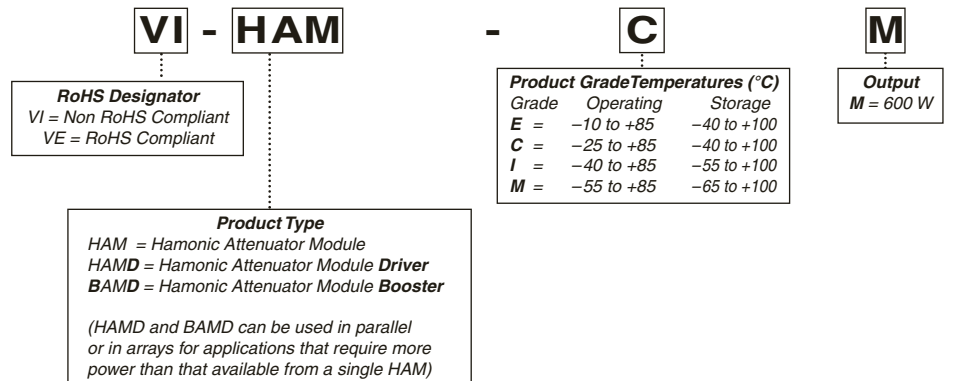 VI - HAM - C M
RoHS Designator
VI = Non RoHS Compliant
VE = RoHS Compliant
Product GradeTemperatures (°C)
Grade Operating Storage
E = –10 to +85 –40 to +100
C = –25 to +85 –40 to +100
I = –40 to +85 –55 to +100
M = –55 to +85 –65 to +100
Output
M = 600 W
Product Type
HAM = Hamonic Attenuator Module
HAMD = Hamonic Attenuator Module Driver
BAMD = Hamonic Attenuator Module Booster
(HAMD and BAMD can be used in parallel
or in arrays for applications that require more
power than that available from a single HAM)